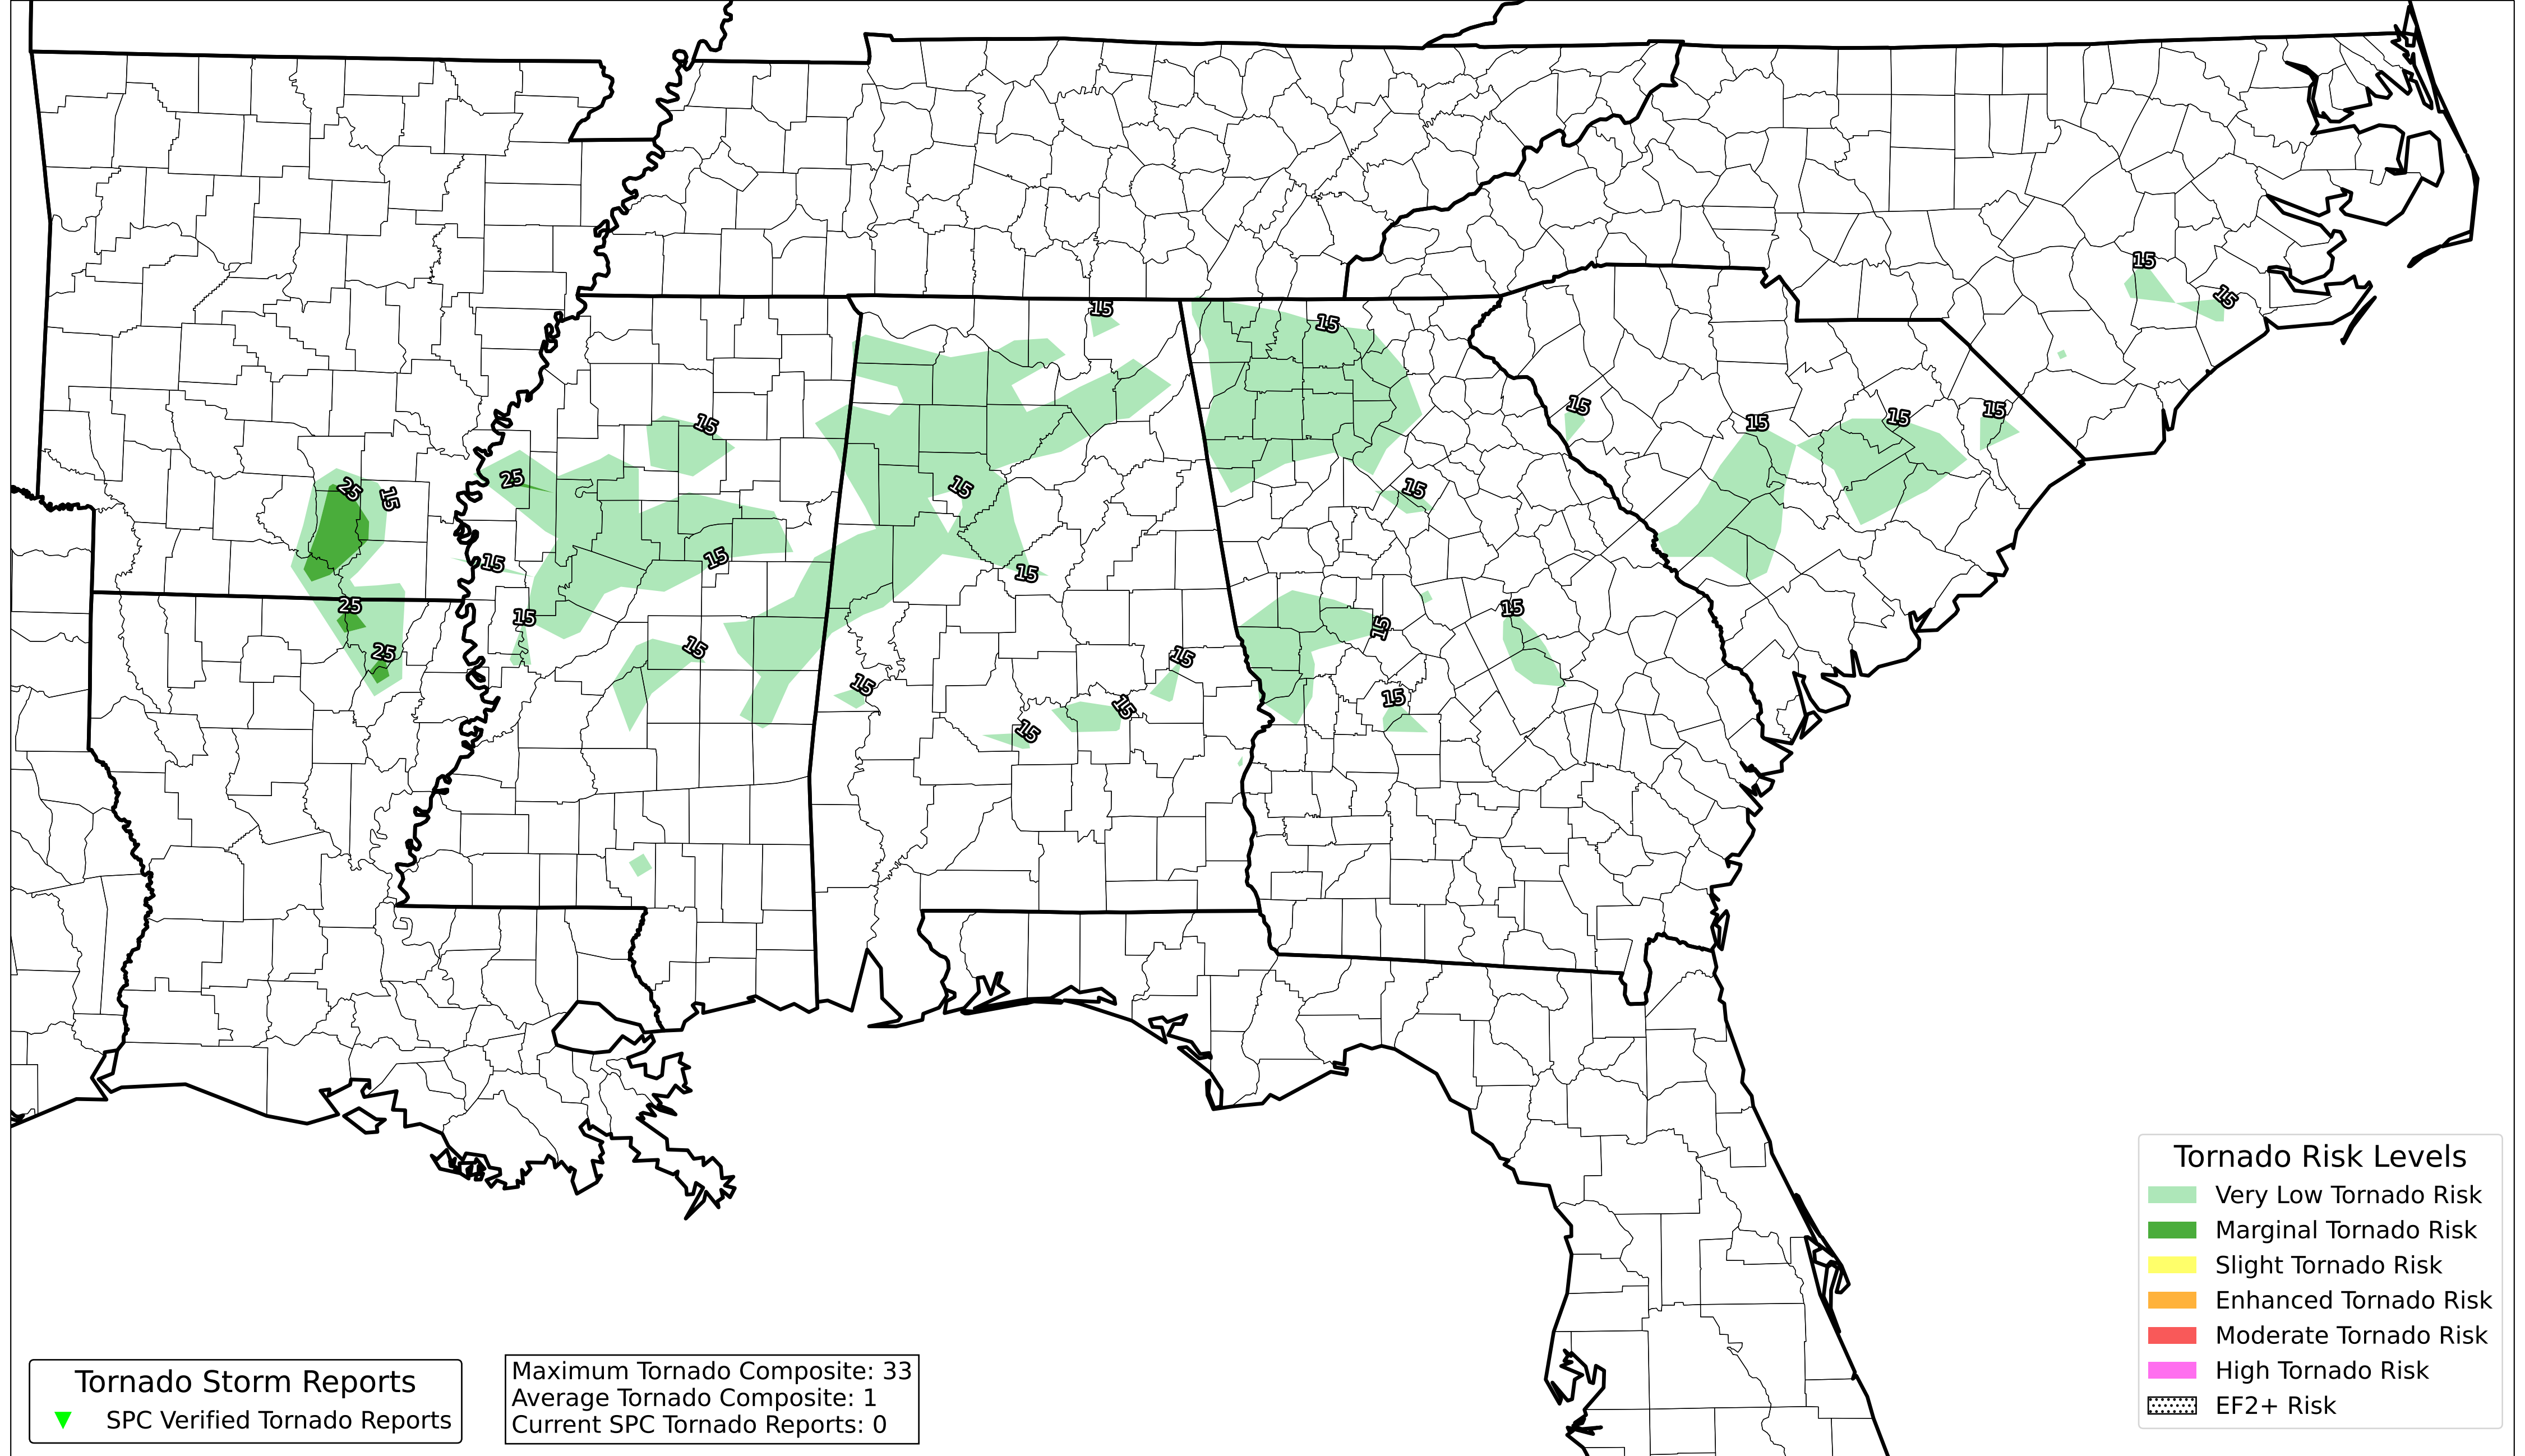 15
15
15
15
15
15
15
15
15
15
25
15
25
15
15
15
15
15
25
15
15
15
25
15
15
15
15
15
15
Tornado Risk Levels
Very Low Tornado Risk
Marginal Tornado Risk
Slight Tornado Risk
Enhanced Tornado Risk
Moderate Tornado Risk
High Tornado Risk
EF2+ Risk
Tornado Storm Reports
SPC Verified Tornado Reports
Maximum Tornado Composite: 33
Average Tornado Composite: 1
Current SPC Tornado Reports: 0